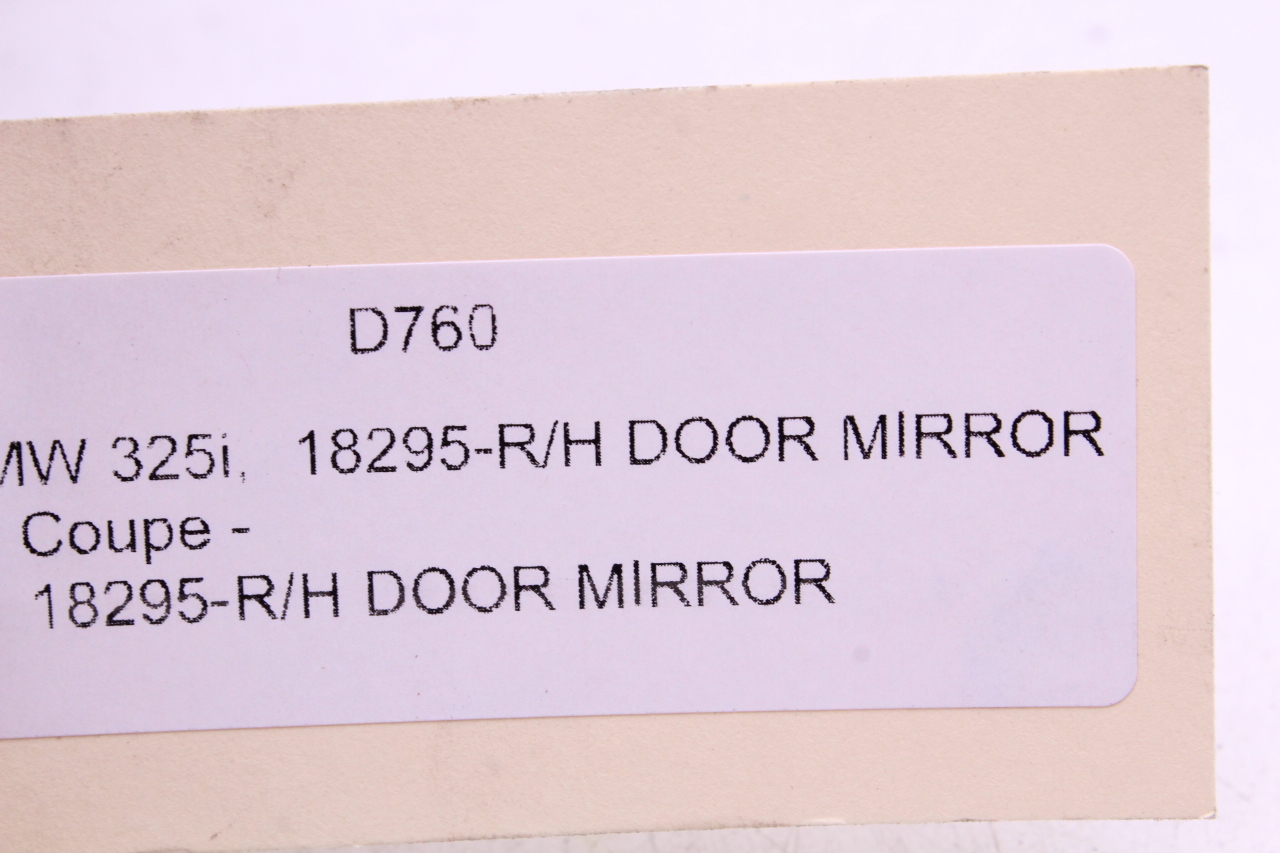 D760
MW 325i, 18295-R/H DOOR MIRROR
Coupe -
18295-R/H DOOR MIRROR